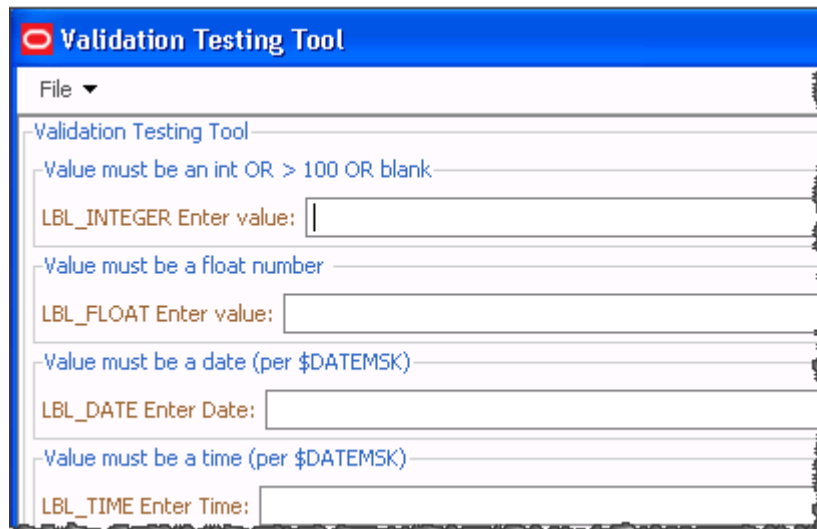 Validation Testing Tool
File
Validation Testing Tool
Value must be an int OR > 100 OR blank
LBL_INTEGER Enter value:
Value must be a float number
LBL_FLOAT Enter value:
Value must be a date (per $DATEMSK)
LBL_DATE Enter Date:
Value must be a time (per $DATEMSK)
LBL_TIME Enter Time: